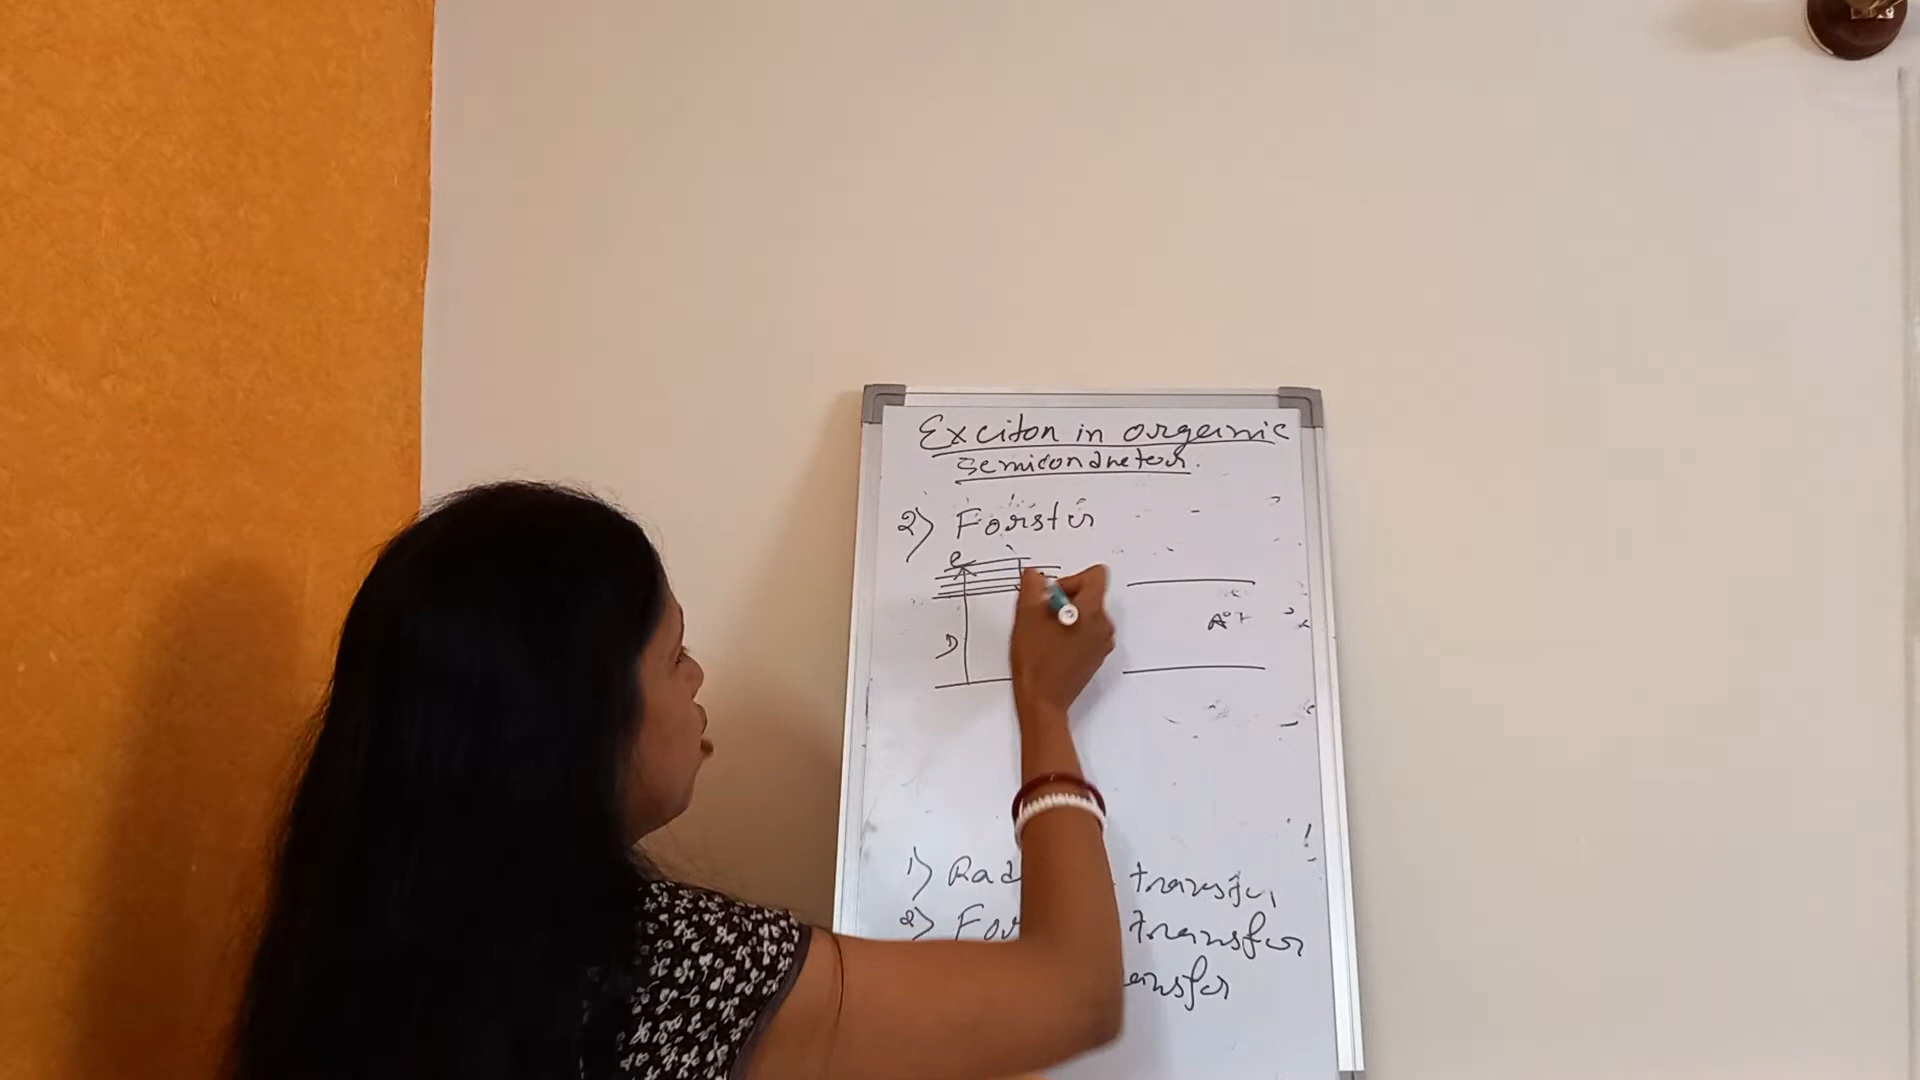 Exciton in organic
semiconductor.
2) Forster
e
D
1) Rad transfer
2) For transfer
ansfer